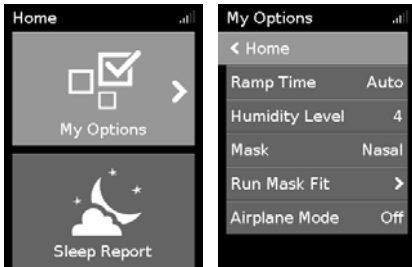 Home
My Options
Sleep Report
My Options
< Home
Ramp Time Auto
Humidity Level 4
Mask Nasal
Run Mask Fit >
Airplane Mode Off